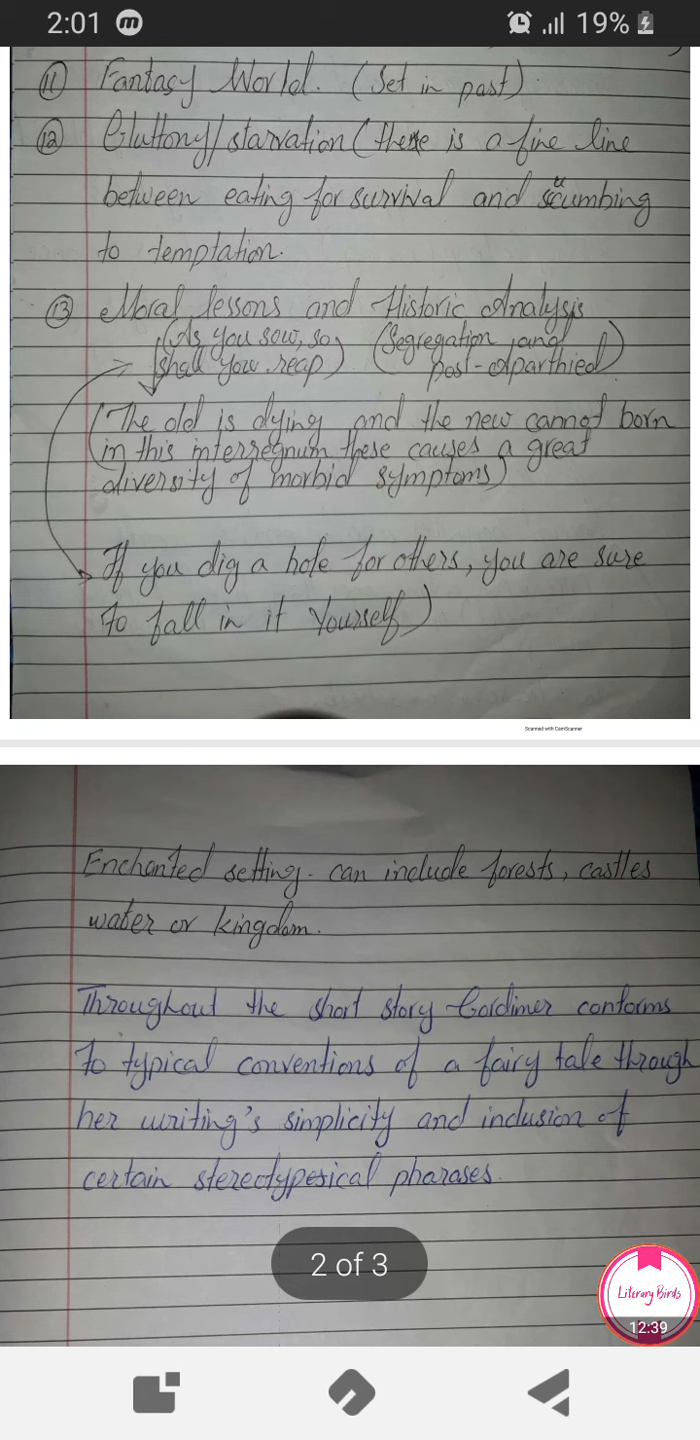 2:01 m 19%
11 Fantasy World. (Set in past)
12 Gluttony/starvation (there is a fine line
between eating for survival and scumbing
to temptation.
13 Moral lessons and Historic Analysis
(As you sow, so (Segregation and
shall you reap) post-Aparthied)
(The old is dying and the new cannot born
in this interregnum these causes a great
diversity of morbid symptoms)
If you dig a hole for others, you are sure
to fall in it Yourself)
Scanned with CamScanner
Enchanted setting - can include forests, castles
water or kingdom.
Throughout the short story Gordimer conforms
to typical conventions of a fairy tale through
her writing's simplicity and inclusion of
certain stereotypesical pharases.
2 of 3
Literary Birds
12:39